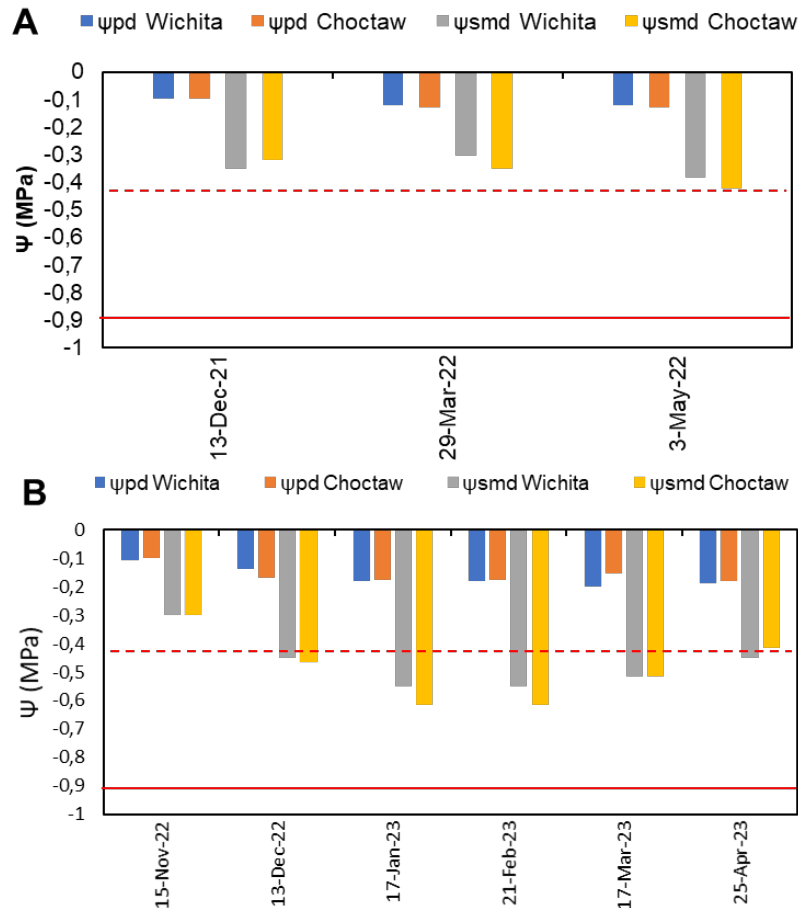 A
ψpd Wichita ψpd Choctaw ψsmd Wichita ψsmd Choctaw
0
-0,1
-0,2
-0,3
-0,4
-0,5
-0,6
-0,7
-0,8
-0,9
-1
Ψ (MPa)
13-Dec-21
29-Mar-22
3-May-22
B
ψpd Wichita ψpd Choctaw ψsmd Wichita ψsmd Choctaw
0
-0,1
-0,2
-0,3
-0,4
-0,5
-0,6
-0,7
-0,8
-0,9
-1
Ψ (MPa)
15-Nov-22
13-Dec-22
17-Jan-23
21-Feb-23
17-Mar-23
25-Apr-23